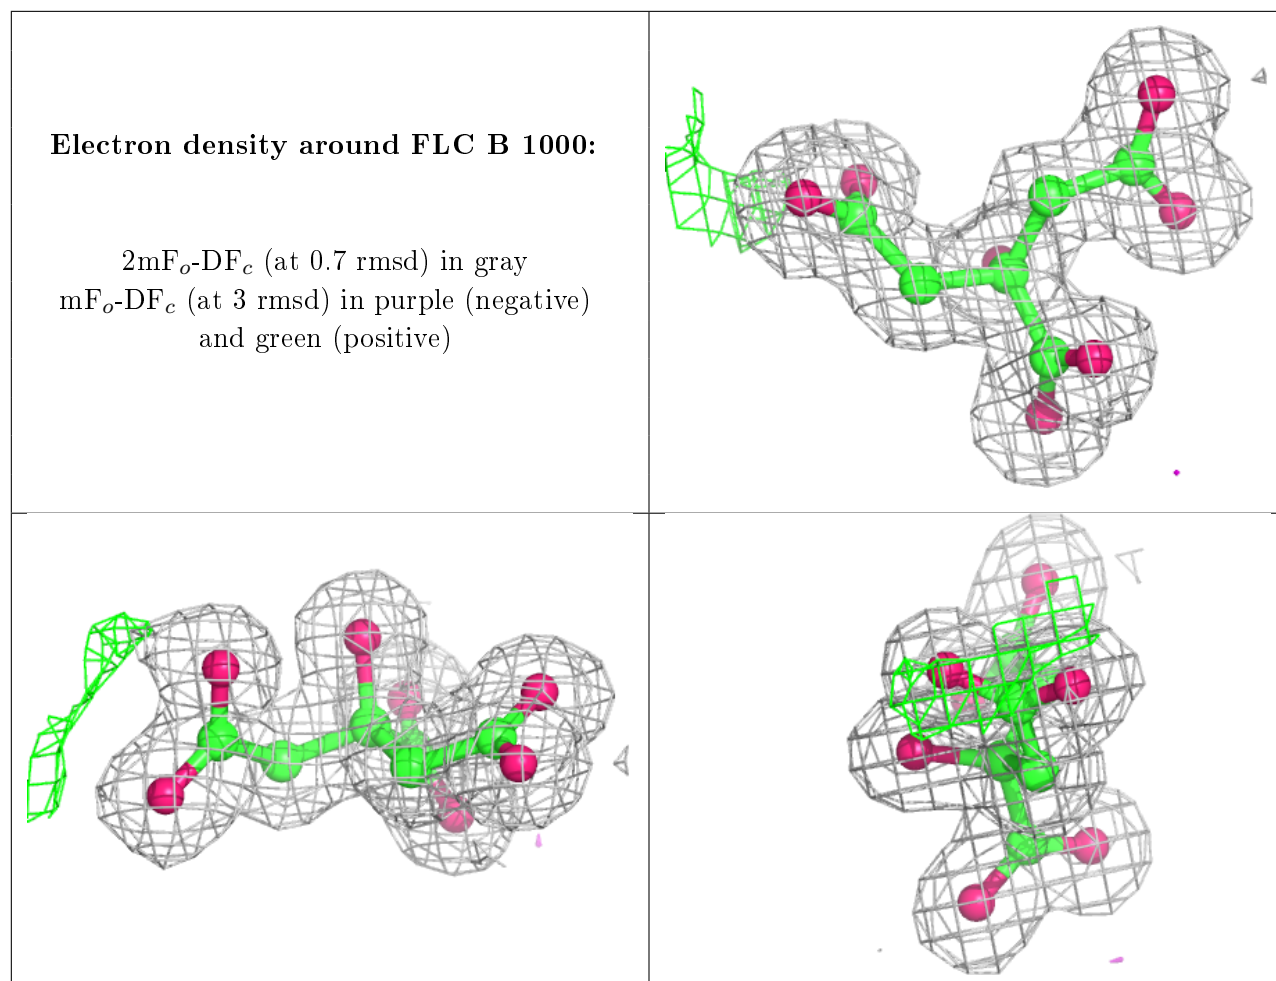 Electron density around FLC B 1000:
2mFo-DFc (at 0.7 rmsd) in gray
mFo-DFc (at 3 rmsd) in purple (negative)
and green (positive)